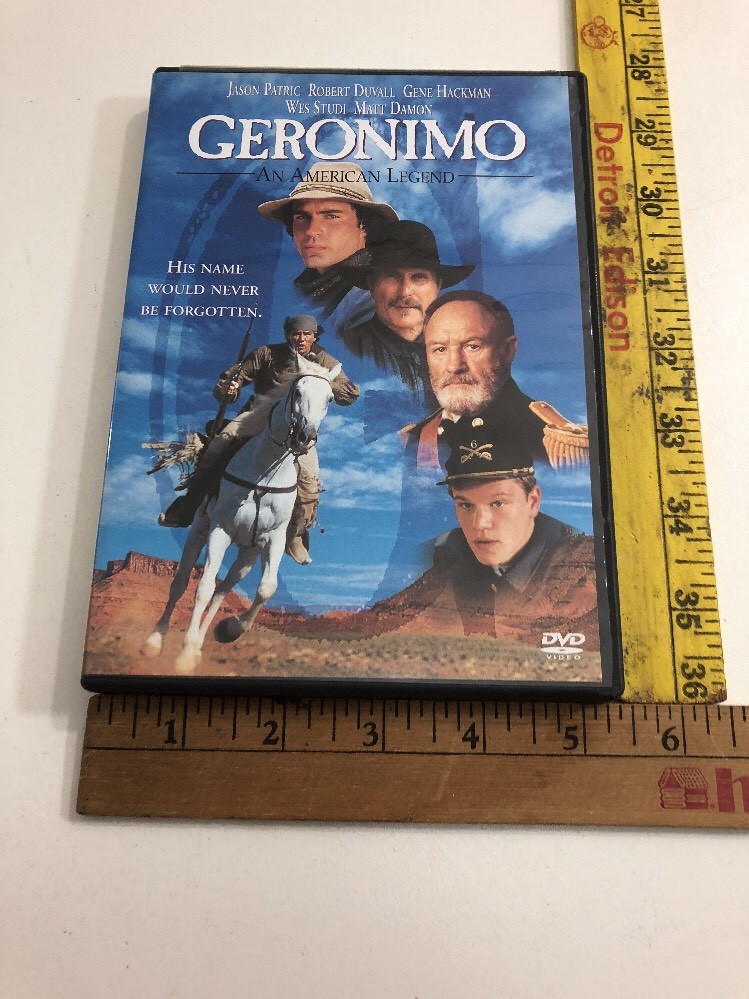 JASON PATRIC ROBERT DUVALL GENE HACKMAN
WES STUDI MATT DAMON
GERONIMO
AN AMERICAN LEGEND
HIS NAME
WOULD NEVER
BE FORGOTTEN.
6
DVD
VIDEO
27 28 29 30 31 32 33 34 35 36
Detroit Edison
1 2 3 4 5 6
h